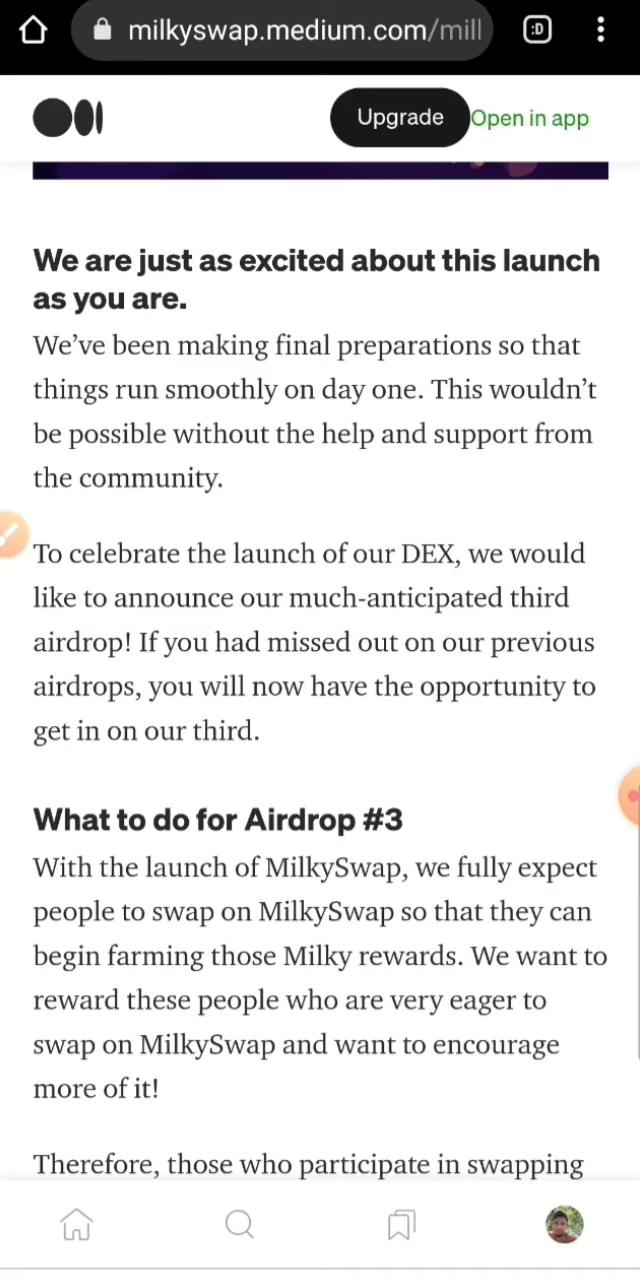 milkyswap.medium.com/mill
:D
Upgrade
Open in app
We are just as excited about this launch
as you are.
We’ve been making final preparations so that
things run smoothly on day one. This wouldn’t
be possible without the help and support from
the community.
To celebrate the launch of our DEX, we would
like to announce our much-anticipated third
airdrop! If you had missed out on our previous
airdrops, you will now have the opportunity to
get in on our third.
What to do for Airdrop #3
With the launch of MilkySwap, we fully expect
people to swap on MilkySwap so that they can
begin farming those Milky rewards. We want to
reward these people who are very eager to
swap on MilkySwap and want to encourage
more of it!
Therefore, those who participate in swapping